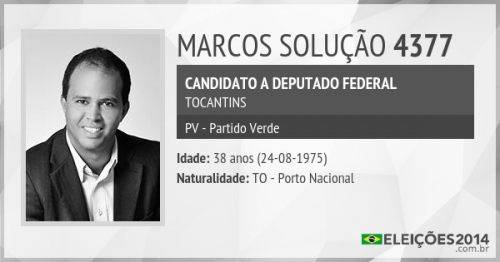 MARCOS SOLUÇÃO 4377
CANDIDATO A DEPUTADO FEDERAL
TOCANTINS
PV - Partido Verde
Idade: 38 anos (24-08-1975)
Naturalidade: TO - Porto Nacional
ELEIÇÕES2014
.com.br